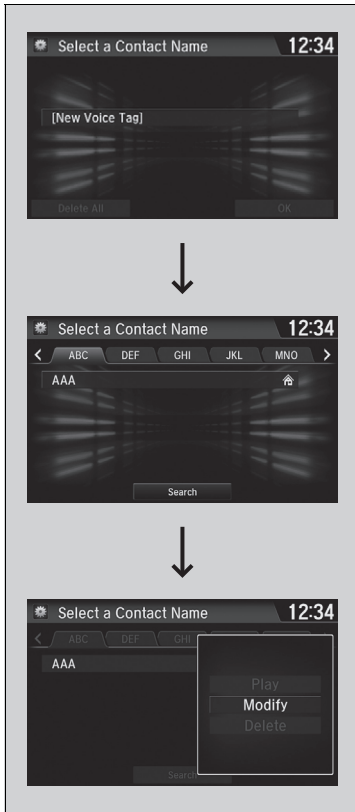 Select a Contact Name 12:34
[New Voice Tag]
Delete All OK
Select a Contact Name 12:34
ABC DEF GHI JKL MNO
AAA
Search
Select a Contact Name 12:34
ABC DEF GHI
AAA
Play
Modify
Delete
Search